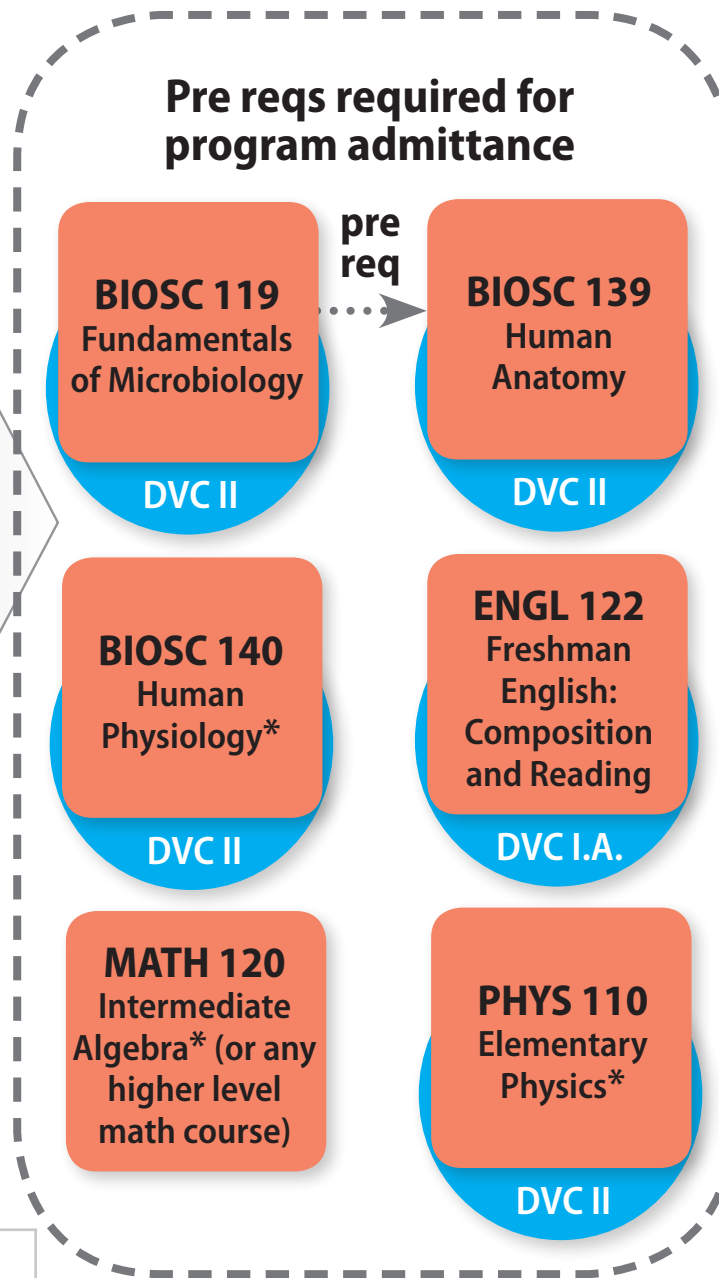 Pre reqs required for
program admittance
BIOSC 119
Fundamentals
of Microbiology
DVC II
pre
req
BIOSC 139
Human
Anatomy
DVC II
BIOSC 140
Human
Physiology*
DVC II
ENGL 122
Freshman
English:
Composition
and Reading
DVC I.A.
MATH 120
Intermediate
Algebra* (or any
higher level
math course)
PHYS 110
Elementary
Physics*
DVC II